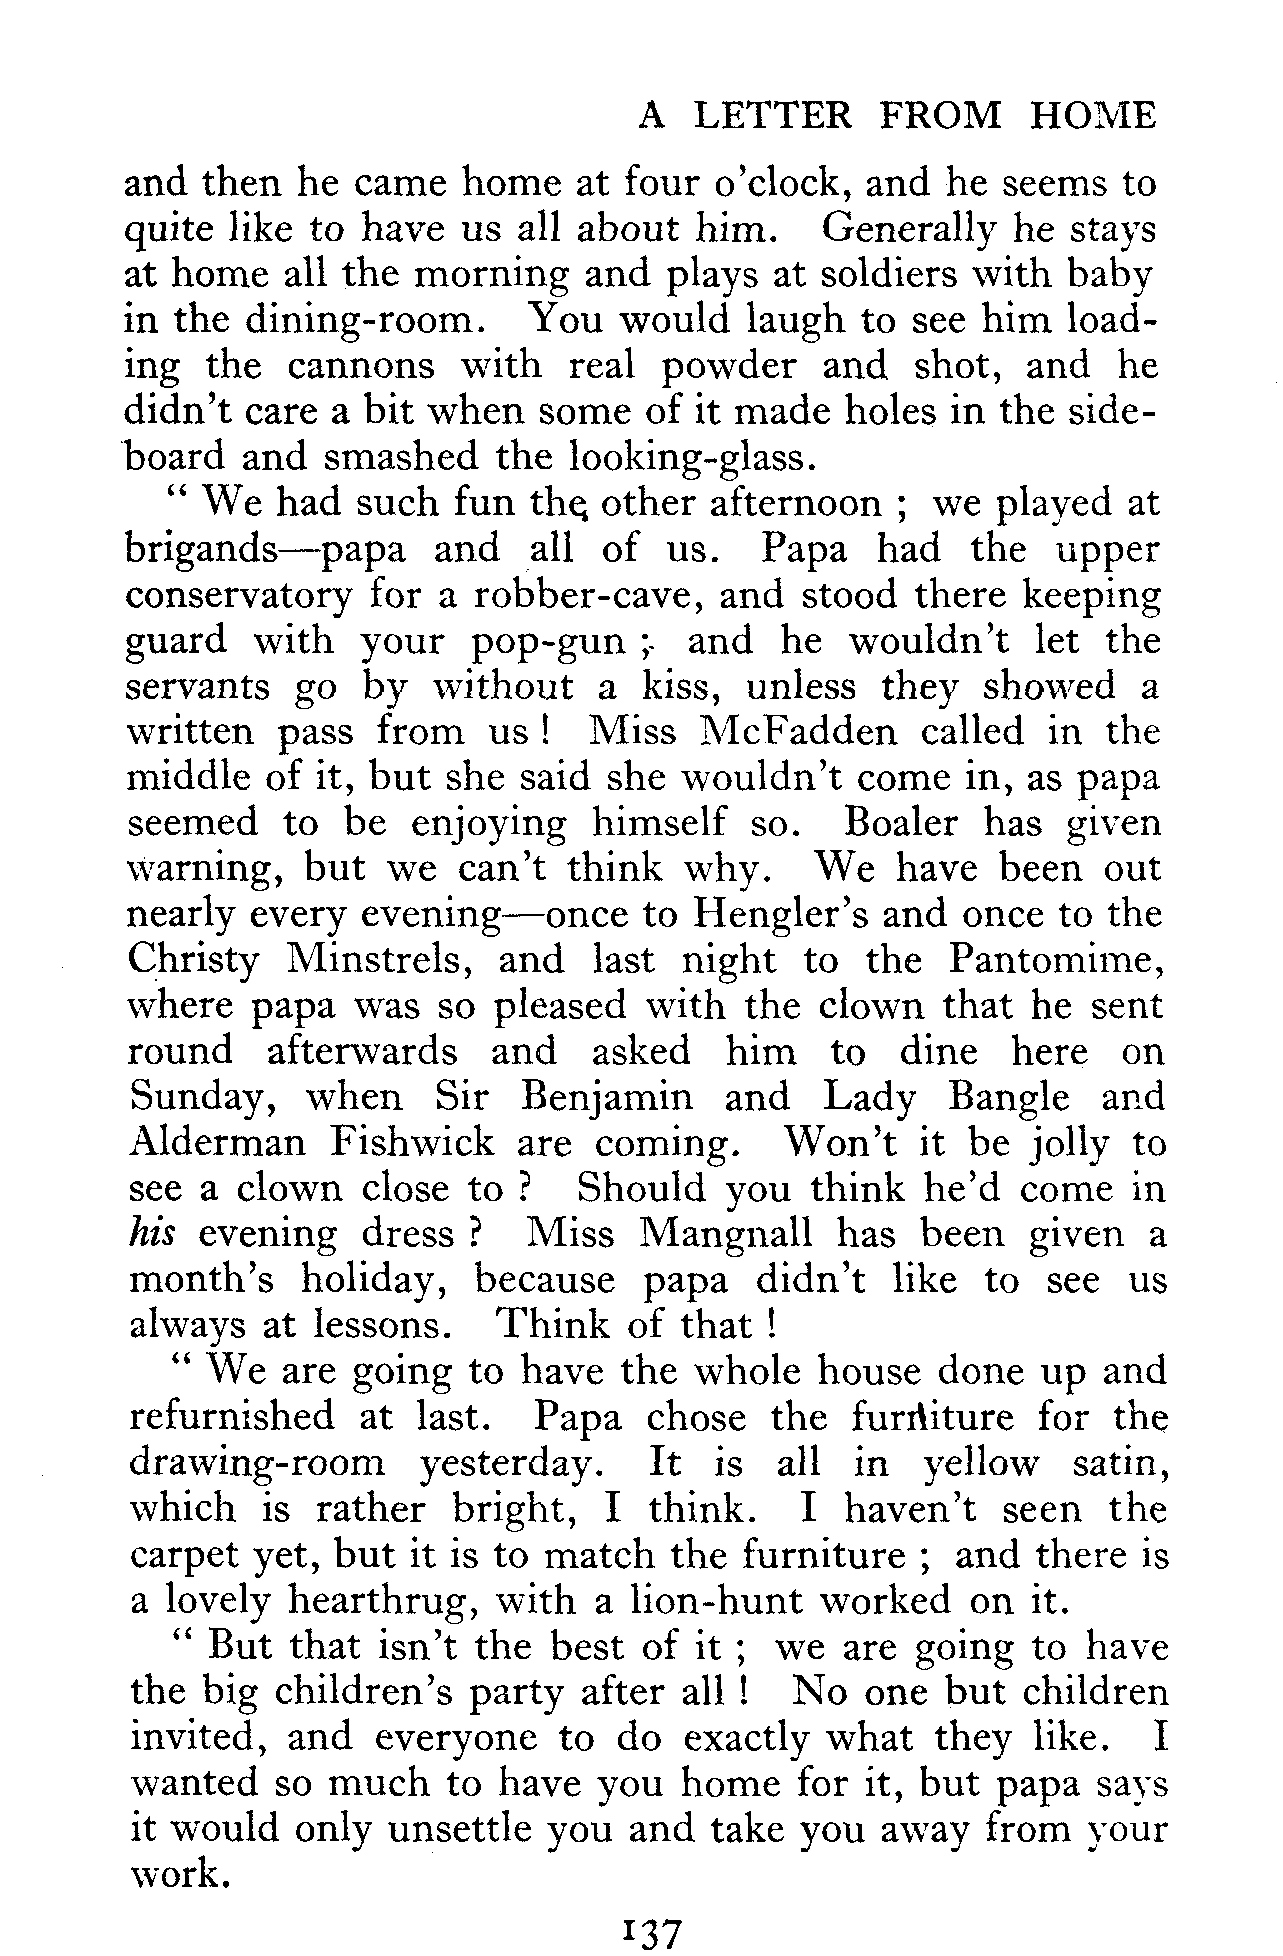 A LETTER FROM HOME
and then he came home at four o'clock, and he seems to
quite like to have us all about him. Generally he stays
at home all the morning and plays at soldiers with baby
in the dining-room. You would laugh to see him load-
ing the cannons with real powder and shot, and he
didn't care a bit when some of it made holes in the side-
board and smashed the looking-glass.
“ We had such fun the other afternoon ; we played at
brigands—papa and all of us. Papa had the upper
conservatory for a robber-cave, and stood there keeping
guard with your pop-gun ; and he wouldn't let the
servants go by without a kiss, unless they showed a
written pass from us ! Miss McFadden called in the
middle of it, but she said she wouldn't come in, as papa
seemed to be enjoying himself so. Boaler has given
warning, but we can't think why. We have been out
nearly every evening—once to Hengler's and once to the
Christy Minstrels, and last night to the Pantomime,
where papa was so pleased with the clown that he sent
round afterwards and asked him to dine here on
Sunday, when Sir Benjamin and Lady Bangle and
Alderman Fishwick are coming. Won't it be jolly to
see a clown close to ? Should you think he'd come in
his evening dress ? Miss Mangnall has been given a
month's holiday, because papa didn't like to see us
always at lessons. Think of that !
“ We are going to have the whole house done up and
refurnished at last. Papa chose the furniture for the
drawing-room yesterday. It is all in yellow satin,
which is rather bright, I think. I haven't seen the
carpet yet, but it is to match the furniture ; and there is
a lovely hearthrug, with a lion-hunt worked on it.
“ But that isn't the best of it ; we are going to have
the big children's party after all ! No one but children
invited, and everyone to do exactly what they like. I
wanted so much to have you home for it, but papa says
it would only unsettle you and take you away from your
work.
137